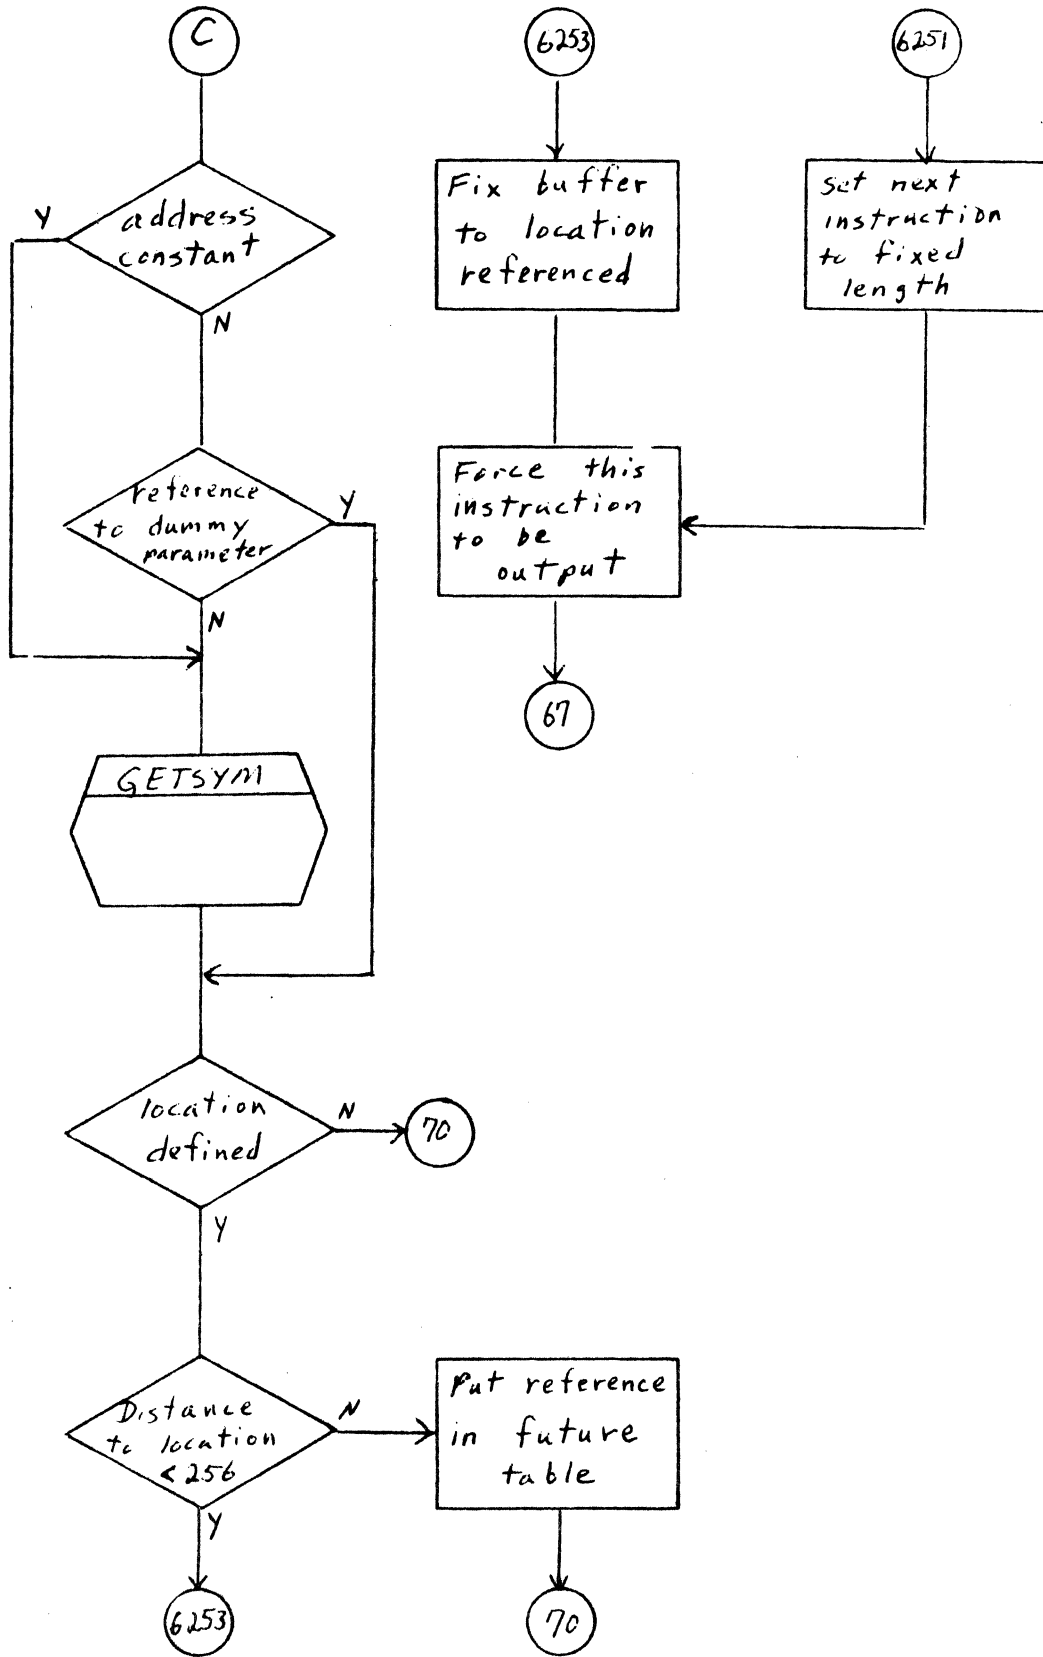 C
Y
address
constant
N
reference
to dummy
parameter
Y
N
GETSYM
location
defined
N
70
Y
Distance
to location
<256
N
Put reference
in future
table
Y
6253
70
6253
Fix buffer
to location
referenced
Force this
instruction
to be
output
67
6251
Set next
instruction
to fixed
length